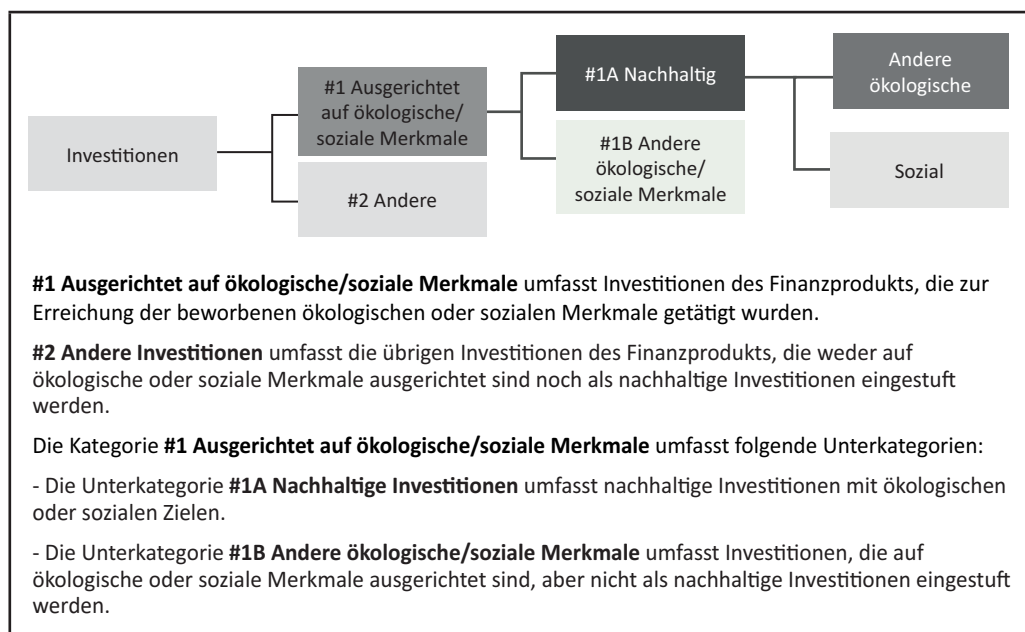 Investitionen
#1 Ausgerichtet
auf ökologische/
soziale Merkmale
#2 Andere
#1A Nachhaltig
#1B Andere
ökologische/
soziale Merkmale
Andere
ökologische
Sozial
#1 Ausgerichtet auf ökologische/soziale Merkmale umfasst Investitionen des Finanzprodukts, die zur
Erreichung der beworbenen ökologischen oder sozialen Merkmale getätigt wurden.
#2 Andere Investitionen umfasst die übrigen Investitionen des Finanzprodukts, die weder auf
ökologische oder soziale Merkmale ausgerichtet sind noch als nachhaltige Investitionen eingestuft
werden.
Die Kategorie #1 Ausgerichtet auf ökologische/soziale Merkmale umfasst folgende Unterkategorien:
- Die Unterkategorie #1A Nachhaltige Investitionen umfasst nachhaltige Investitionen mit ökologischen
oder sozialen Zielen.
- Die Unterkategorie #1B Andere ökologische/soziale Merkmale umfasst Investitionen, die auf
ökologische oder soziale Merkmale ausgerichtet sind, aber nicht als nachhaltige Investitionen eingestuft
werden.